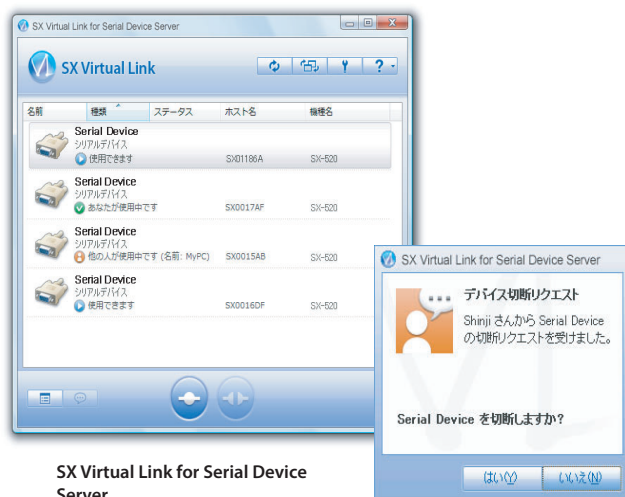 SX Virtual Link for Serial Device Server
SX Virtual Link
?
名前 種類 ステータス ホスト名 機種名
Serial Device
シリアルデバイス
使用できます SX01186A SX-520
Serial Device
シリアルデバイス
あなたが使用中です SX0017AF SX-520
Serial Device
シリアルデバイス
他の人が使用中です (名前: MyPC) SX0015AB SX-520
Serial Device
シリアルデバイス
使用できます SX0016DF SX-520
SX Virtual Link for Serial Device Server
デバイス切断リクエスト
Shinji さんから Serial Device
の切断リクエストを受けました。
VL
Serial Device を切断しますか?
はい(Y) いいえ(N)
SX Virtual Link for Serial Device
Server